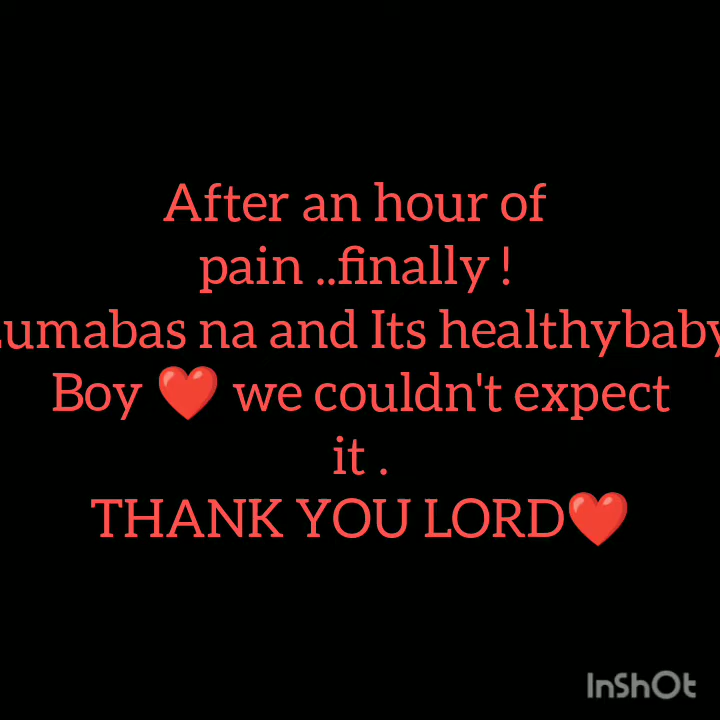 After an hour of
pain ..finally !
umabas na and Its healthybaby
Boy ❤️ we couldn't expect
it .
THANK YOU LORD❤️
InShOt